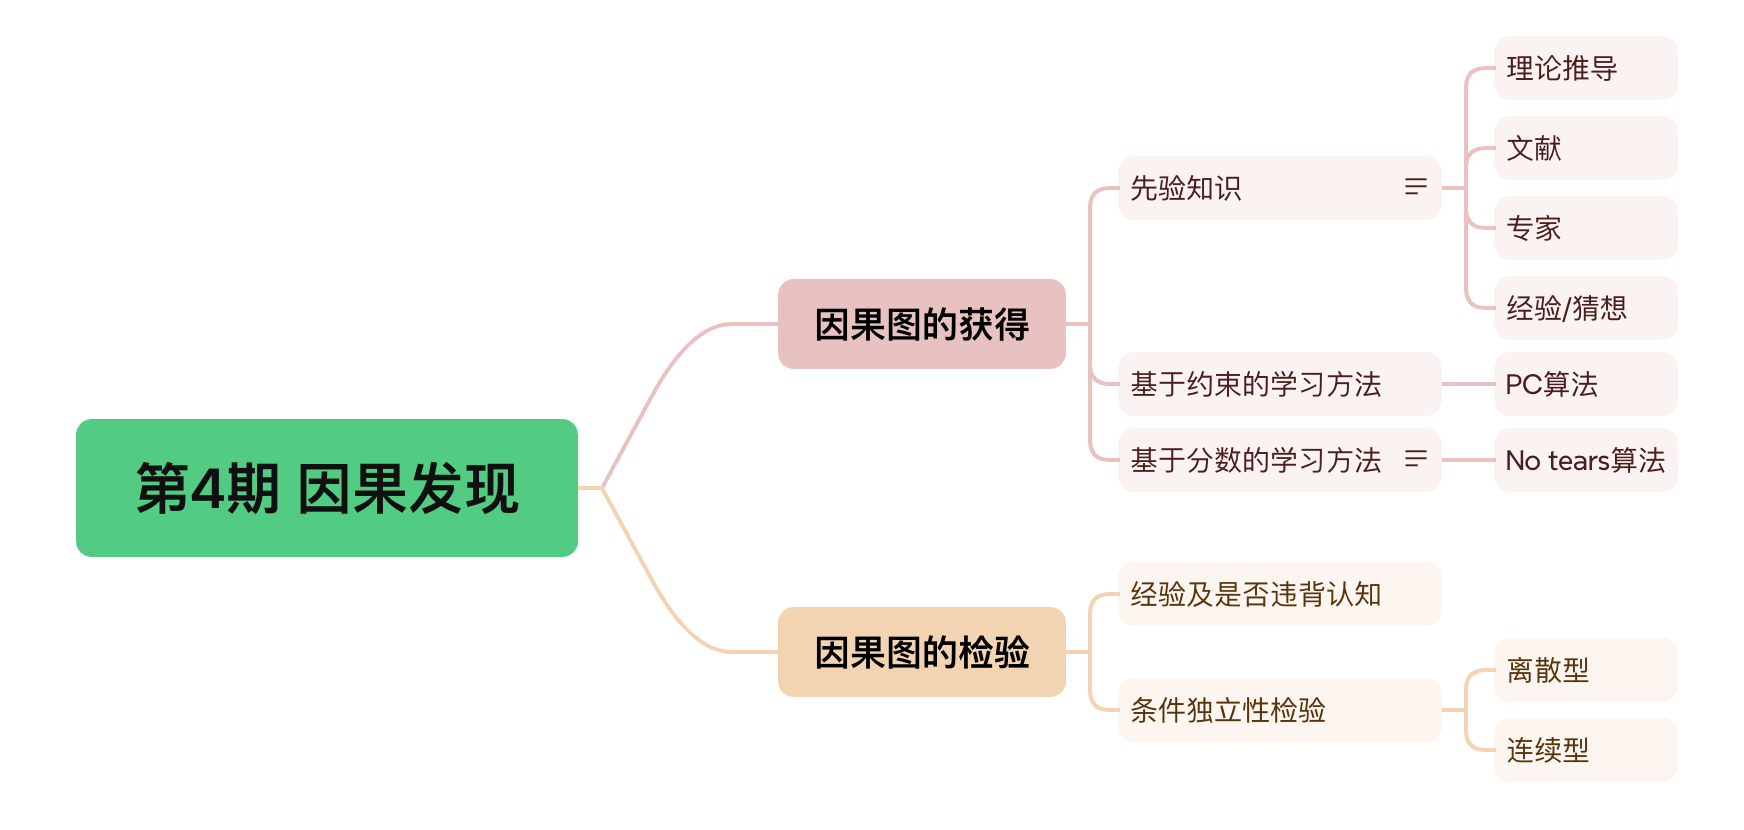 第4期 因果发现
因果图的获得
先验知识
理论推导
文献
专家
经验/猜想
基于约束的学习方法
PC算法
基于分数的学习方法
No tears算法
因果图的检验
经验及是否违背认知
条件独立性检验
离散型
连续型